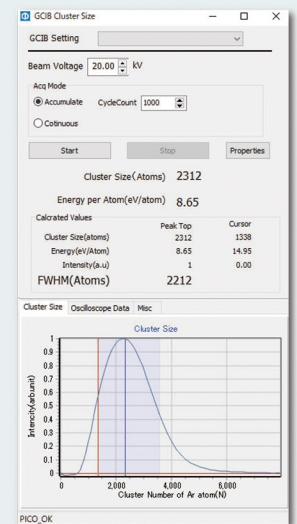 GCIB Cluster Size
GCIB Setting
Beam Voltage 20.00 kV
Acq Mode
Accumulate CycleCount 1000
Cotinuous
Start Stop Properties
Cluster Size(Atoms) 2312
Energy per Atom(eV/atom) 8.65
Calcrated Values
Peak Top Cursor
Cluster Size(atoms) 2312 1338
Energy(eV/Atom) 8.65 14.95
Intensity(a.u) 1 0.00
FWHM(Atoms) 2212
Cluster Size Oscilloscope Data Misc
Cluster Size
Intencity(arb.unit)
1
0.9
0.8
0.7
0.6
0.5
0.4
0.3
0.2
0.1
0
0 2,000 4,000 6,000
Cluster Number of Ar atom(N)
PICO_OK